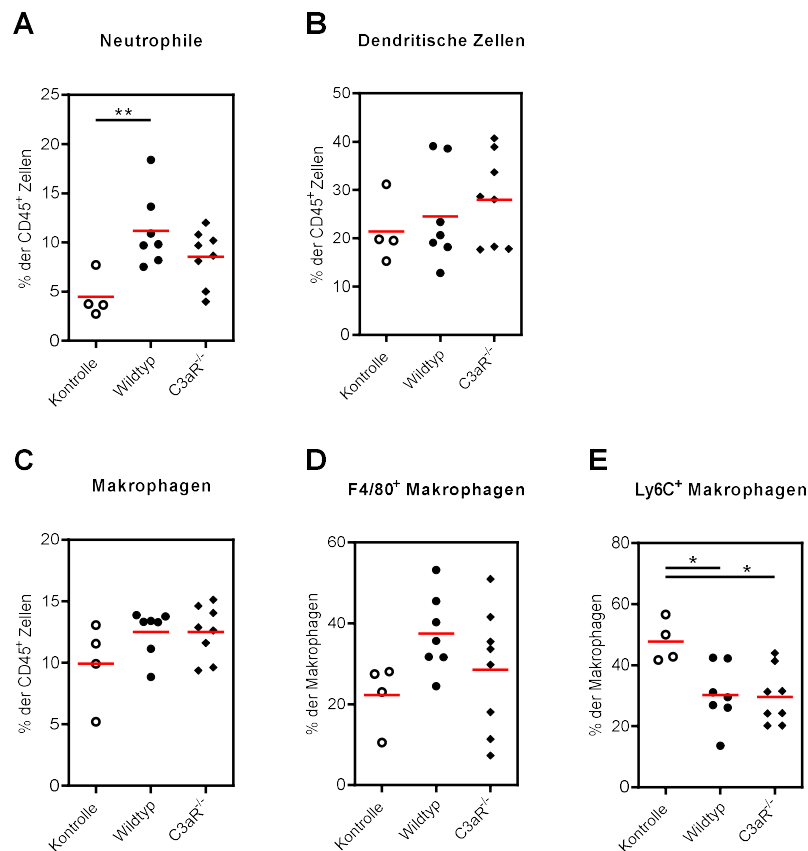 A
Neutrophile
% der CD45+ Zellen
25
20
15
10
5
0
**
Kontrolle
Wildtyp
C3aR-/-
B
Dendritische Zellen
% der CD45+ Zellen
50
40
30
20
10
0
Kontrolle
Wildtyp
C3aR-/-
C
Makrophagen
% der CD45+ Zellen
20
15
10
5
0
Kontrolle
Wildtyp
C3aR-/-
D
F4/80+ Makrophagen
% der Makrophagen
60
40
20
0
Kontrolle
Wildtyp
C3aR-/-
E
Ly6C+ Makrophagen
% der Makrophagen
80
60
40
20
0
*
*
Kontrolle
Wildtyp
C3aR-/-